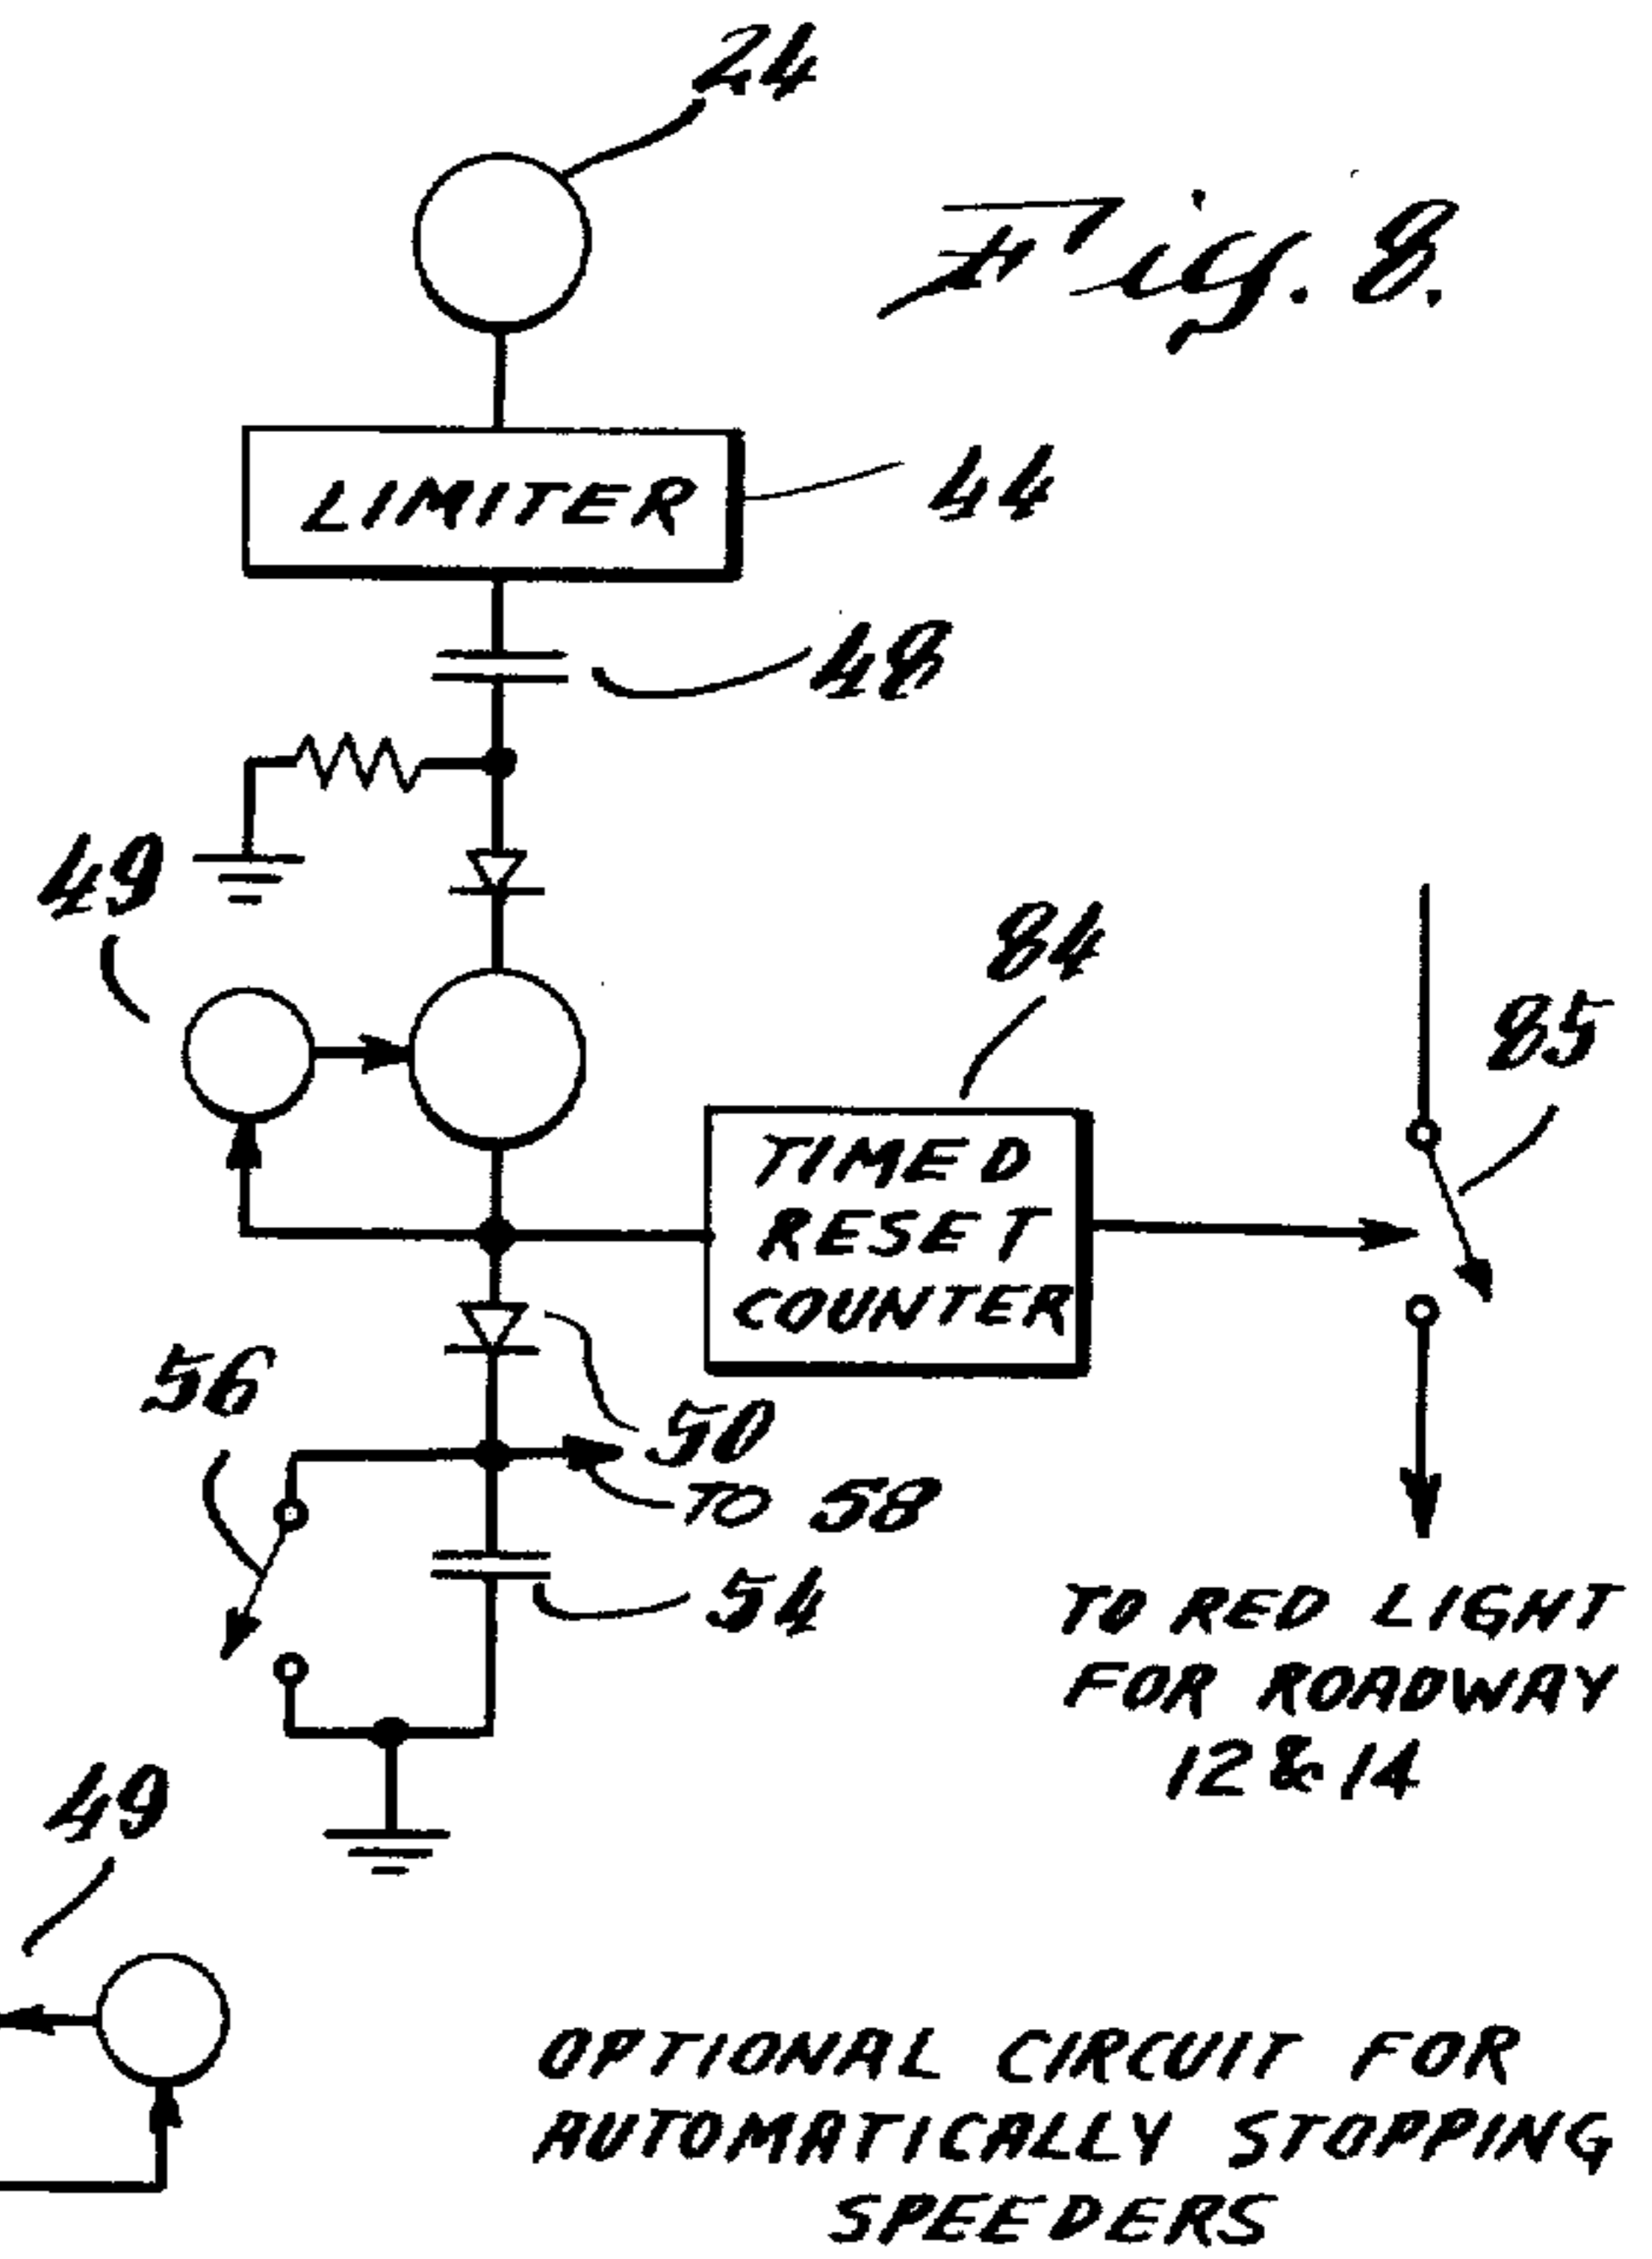 24
Fig. 8.
LIMITER
44
48
49
84
85
TIMED
RESET
COUNTER
56
50
TO 58
54
TO RED LIGHT
FOR ROADWAY
12 & 14
49
OPTIONAL CIRCUIT FOR
AUTOMATICALLY STOPPING
SPEEDERS